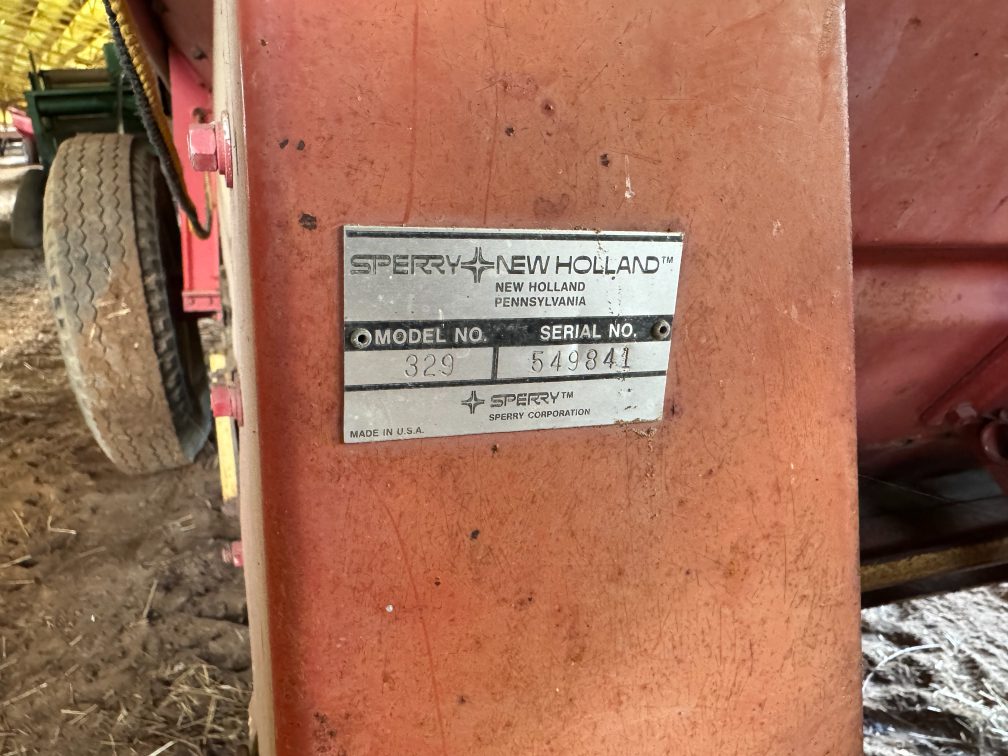 SPERRY NEW HOLLAND™
NEW HOLLAND
PENNSYLVANIA
MODEL NO. SERIAL NO.
329 549841
SPERRY™
SPERRY CORPORATION
MADE IN U.S.A.